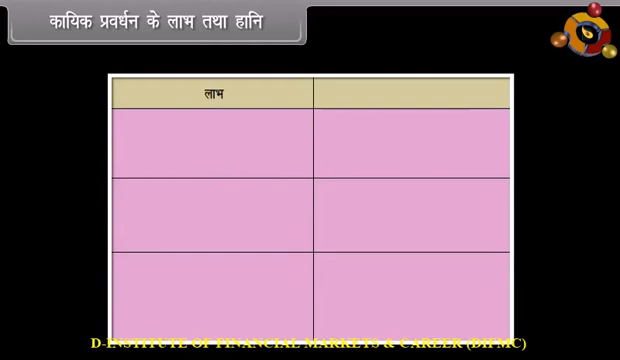 कायिक प्रवर्धन के लाभ तथा हानि
लाभ
D-INSTITUTE OF FINANCIAL MARKETS & CAREER (DIFMC)